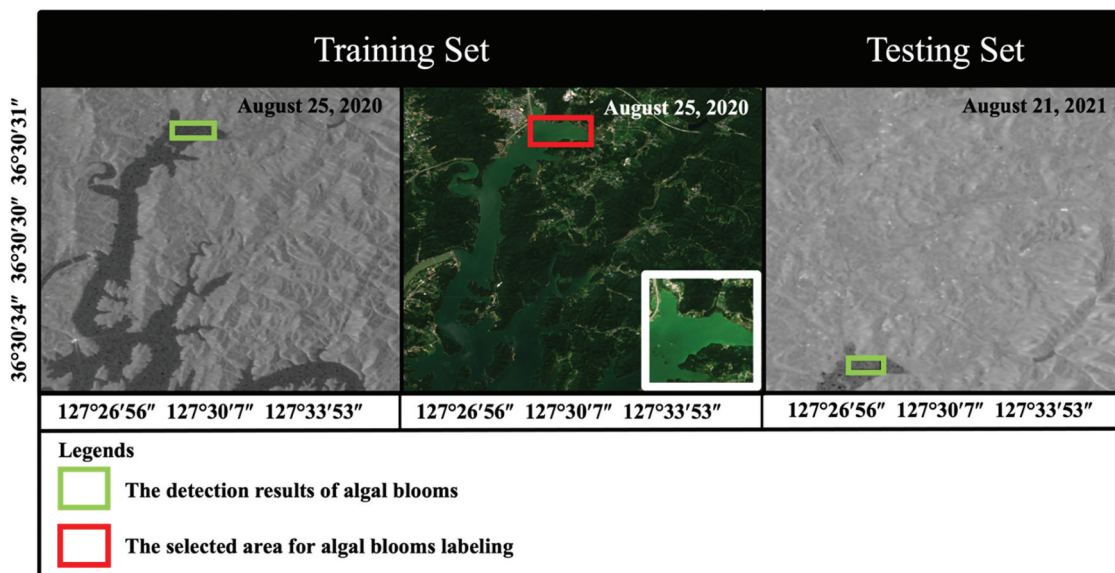 Training Set
Testing Set
August 25, 2020
August 25, 2020
August 21, 2021
36°30′31″
36°30′30″
36°30′34″
127°26′56″ 127°30′7″ 127°33′53″
127°26′56″ 127°30′7″ 127°33′53″
127°26′56″ 127°30′7″ 127°33′53″
Legends
The detection results of algal blooms
The selected area for algal blooms labeling